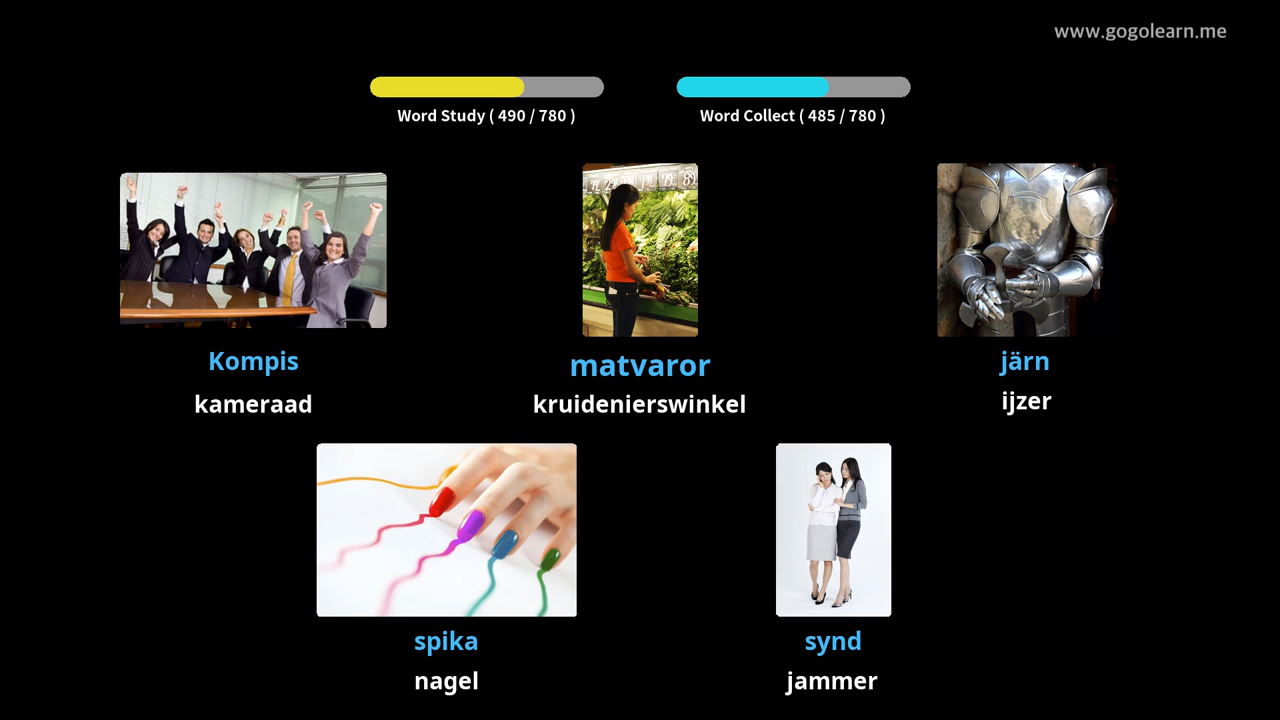 www.gogolearn.me
Word Study ( 490 / 780 )
Word Collect ( 485 / 780 )
Kompis
kameraad
matvaror
kruidenierswinkel
järn
ijzer
spika
nagel
synd
jammer